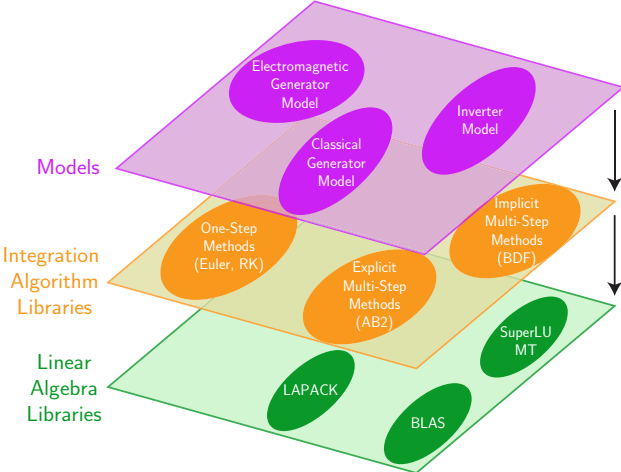 Electromagnetic
Generator
Model
Inverter
Model
Classical
Generator
Model
Models
Implicit
Multi-Step
Methods
(BDF)
One-Step
Methods
(Euler, RK)
Explicit
Multi-Step
Methods
(AB2)
Integration
Algorithm
Libraries
SuperLU
MT
Linear
Algebra
Libraries
LAPACK
BLAS